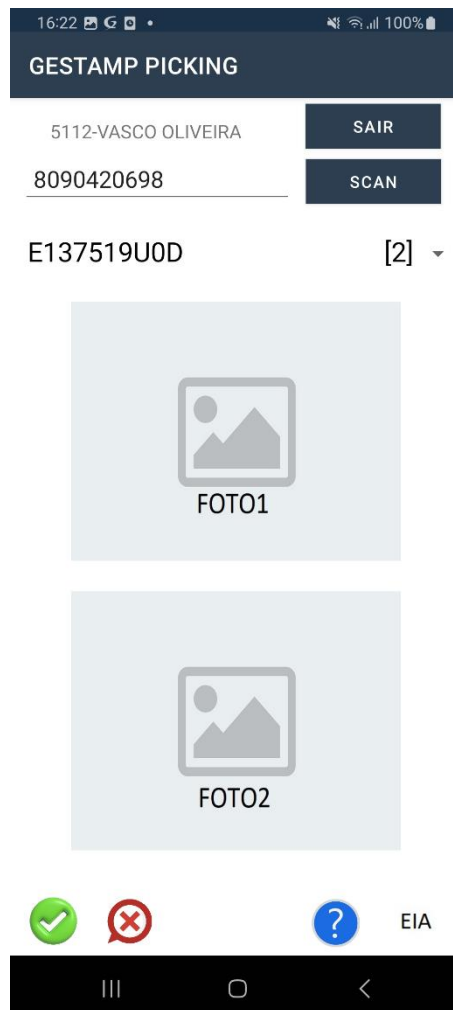 16:22 100%
GESTAMP PICKING
5112-VASCO OLIVEIRA SAIR
8090420698 SCAN
E137519U0D [2]
FOTO1
FOTO2
? EIA